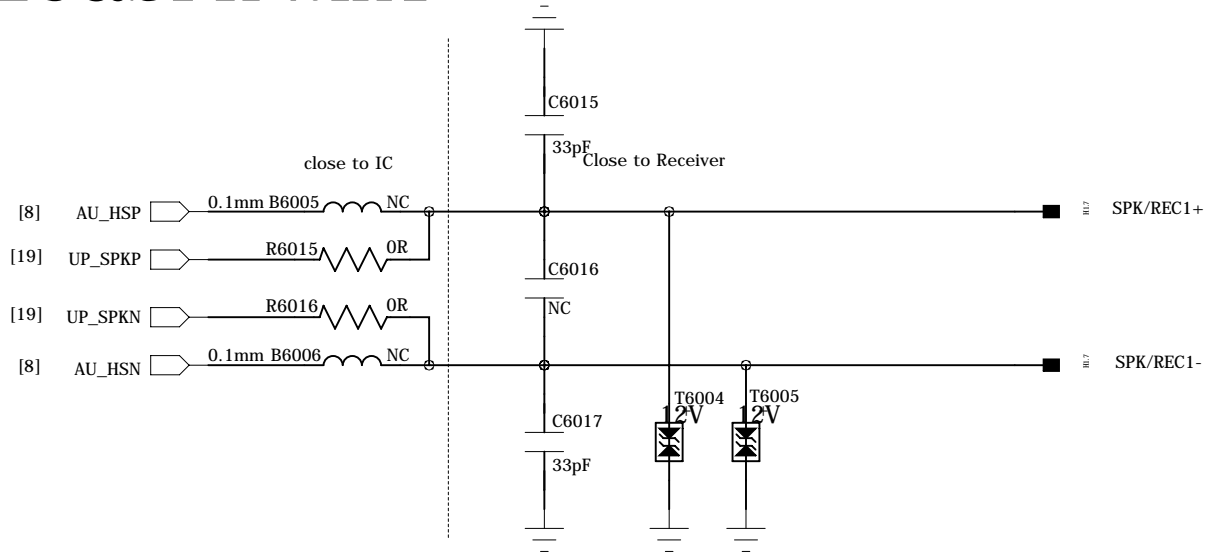 C6015
33pF
close to IC
Close to Receiver
[8] AU_HSP 0.1mm B6005 NC
SPK/REC1+
[19] UP_SPKP R6015 0R
C6016
NC
[19] UP_SPKN R6016 0R
[8] AU_HSN 0.1mm B6006 NC
SPK/REC1-
T6004
12V
T6005
12V
C6017
33pF